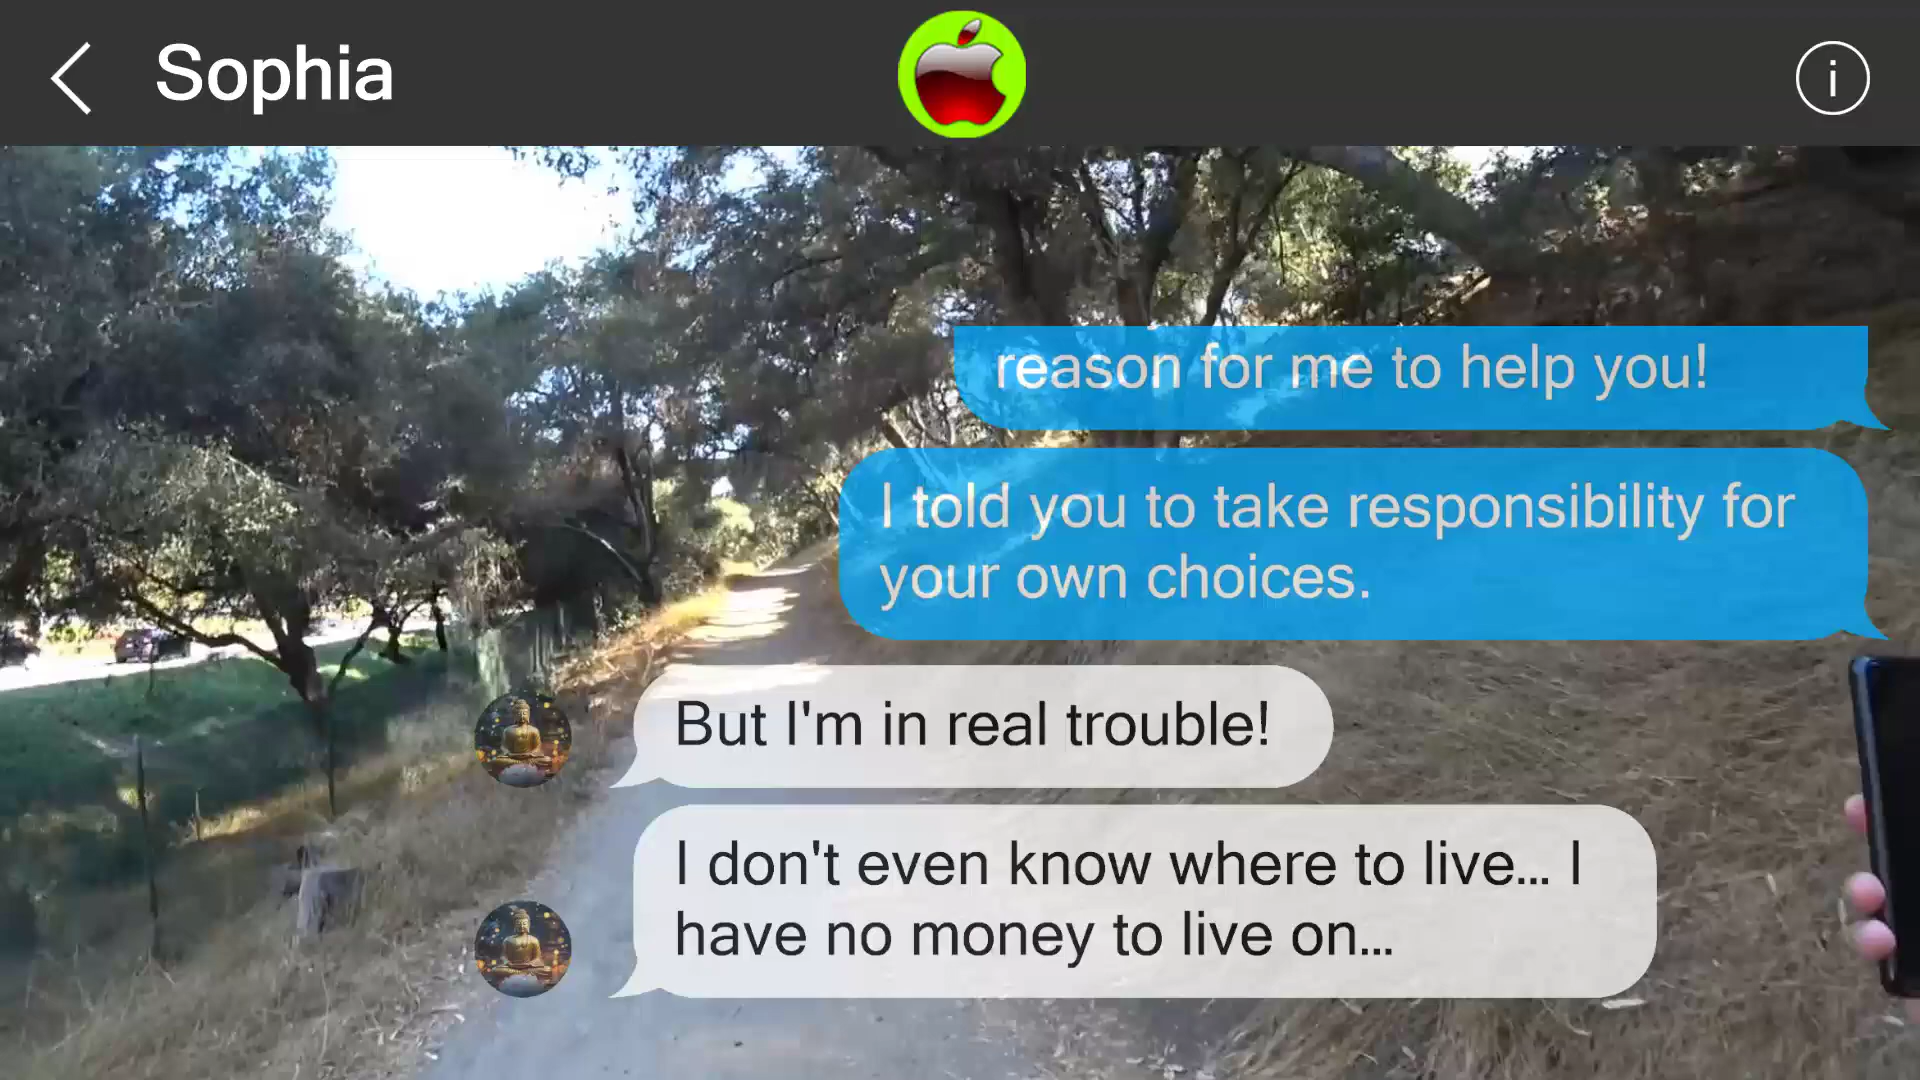 Sophia
reason for me to help you!
I told you to take responsibility for
your own choices.
But I'm in real trouble!
I don't even know where to live... I
have no money to live on...